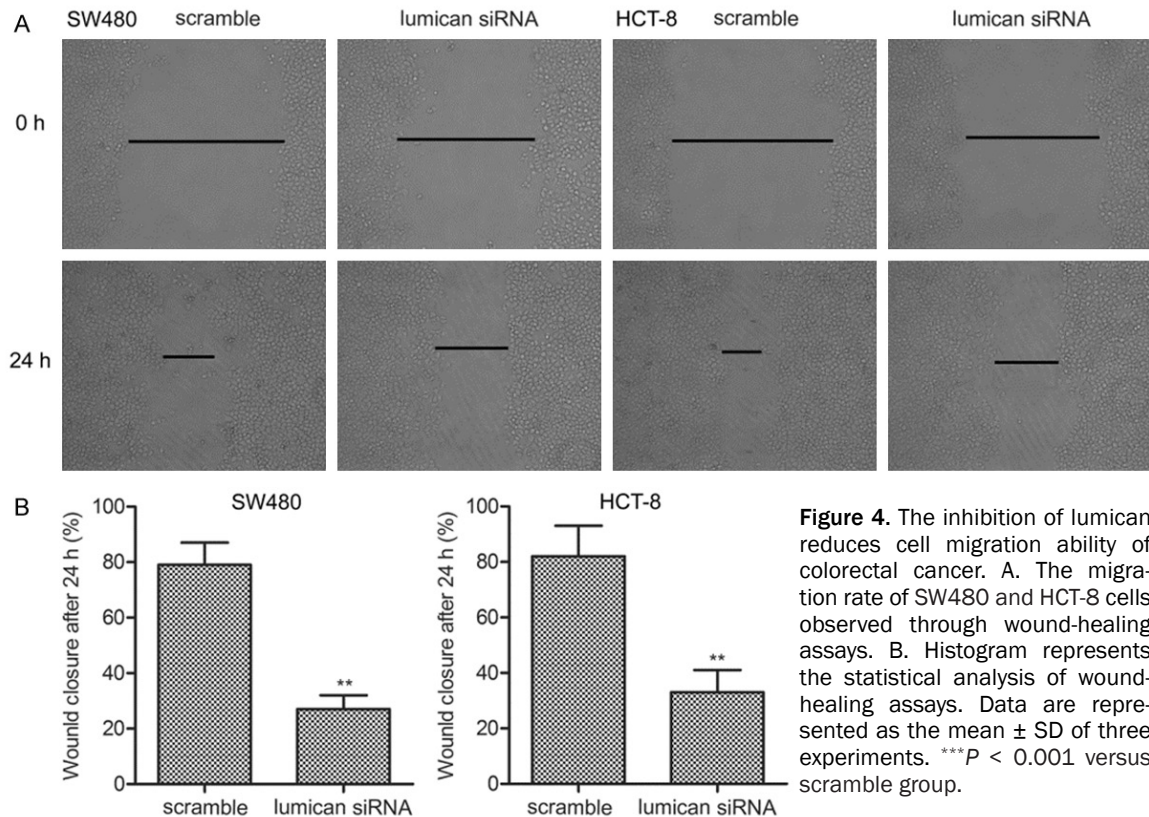 A
SW480 scramble
lumican siRNA
HCT-8 scramble
lumican siRNA
0 h
24 h
B
SW480
Wounld closure after 24 h (%)
100
80
60
40
20
0
scramble
lumican siRNA
**
HCT-8
Wounld closure after 24 h (%)
100
80
60
40
20
0
scramble
lumican siRNA
**
Figure 4. The inhibition of lumican
reduces cell migration ability of
colorectal cancer. A. The migra-
tion rate of SW480 and HCT-8 cells
observed through wound-healing
assays. B. Histogram represents
the statistical analysis of wound-
healing assays. Data are repre-
sented as the mean ± SD of three
experiments. ***P < 0.001 versus
scramble group.